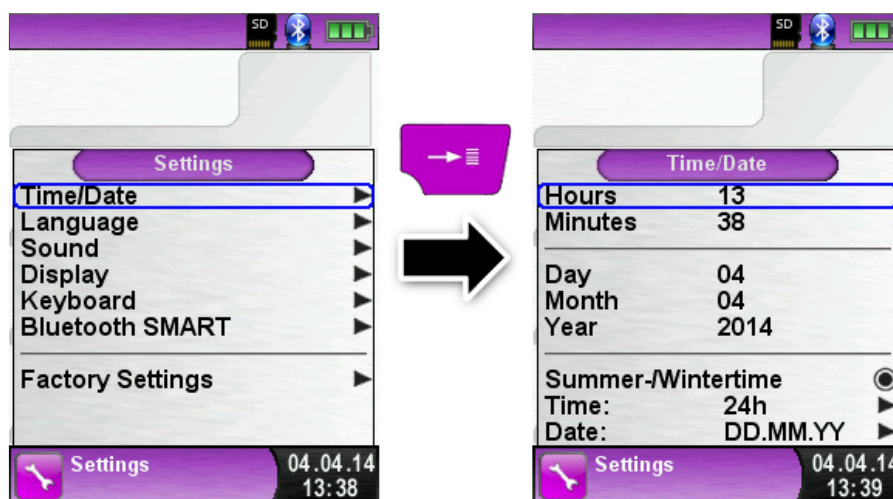 SD
Settings
Time/Date
Language
Sound
Display
Keyboard
Bluetooth SMART
Factory Settings
Settings
04.04.14
13:38
SD
Time/Date
Hours 13
Minutes 38
Day 04
Month 04
Year 2014
Summer-/Wintertime
Time: 24h
Date: DD.MM.YY
Settings
04.04.14
13:39